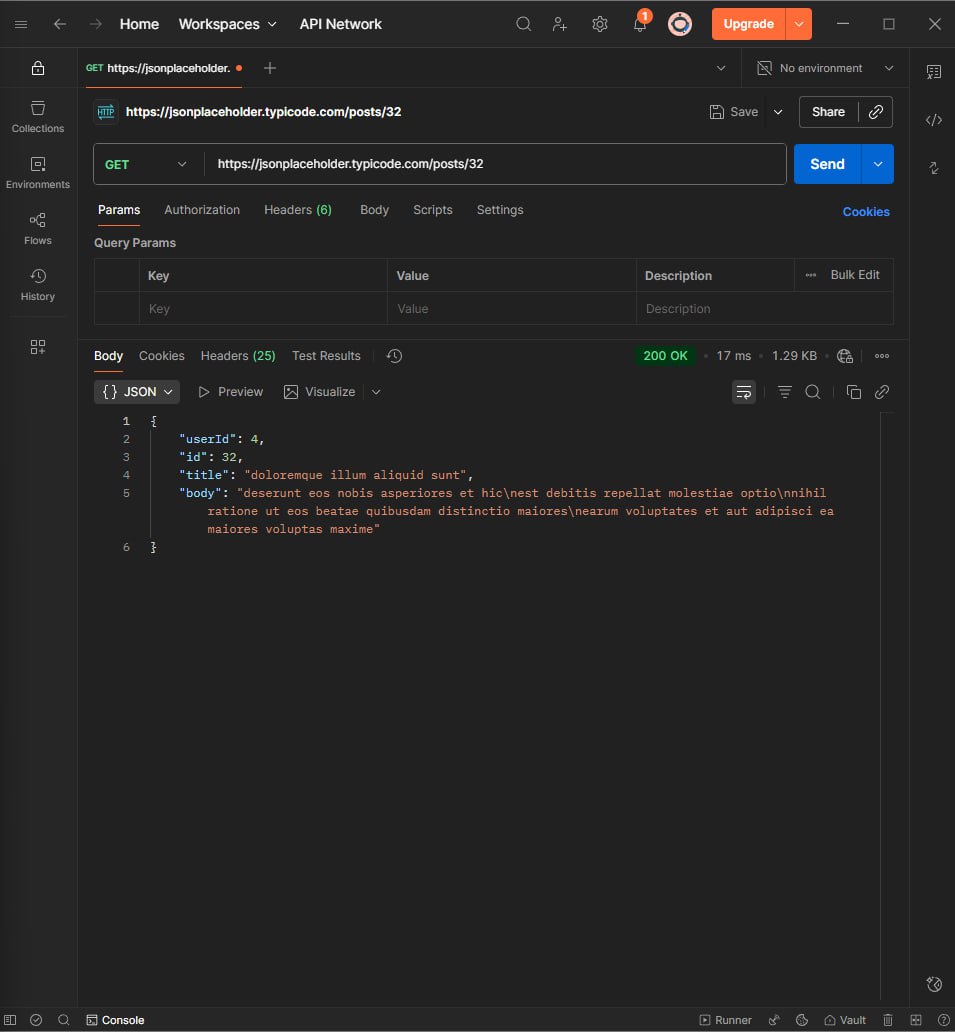 Home Workspaces API Network 1 Upgrade
GET https://jsonplaceholder. No environment
HTTP https://jsonplaceholder.typicode.com/posts/32 Save Share
Collections
GET https://jsonplaceholder.typicode.com/posts/32 Send
Environments
Params Authorization Headers (6) Body Scripts Settings Cookies
Flows
Query Params
Key Value Description Bulk Edit
History
Key Value Description
Body Cookies Headers (25) Test Results 200 OK 17 ms 1.29 KB
{ } JSON Preview Visualize
1 {
2 "userId": 4,
3 "id": 32,
4 "title": "doloremque illum aliquid sunt",
5 "body": "deserunt eos nobis asperiores et hic\nest debitis repellat molestiae optio\nnihil
ratione ut eos beatae quibusdam distinctio maiores\nearum voluptates et aut adipisci ea
maiores voluptas maxime"
6 }
Console Runner Vault